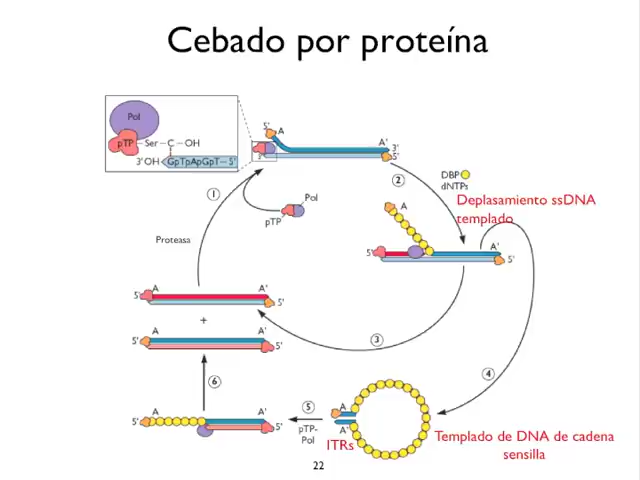 Cebado por proteína
Pol
pTP – Ser – C – OH
3' OH GpTpApGpT – 5'
5' A
A' 3'
3' 5'
1
2
DBP
dNTPs
Deplasamiento ssDNA
templado
Pol
pTP
A
Proteasa
5' A'
5'
A A'
5' 5'
+
A A'
5' 5'
3
4
6
A A'
5' 5'
5
pTP-
Pol
A
A'
ITRs
Templado de DNA de cadena
sensilla
22